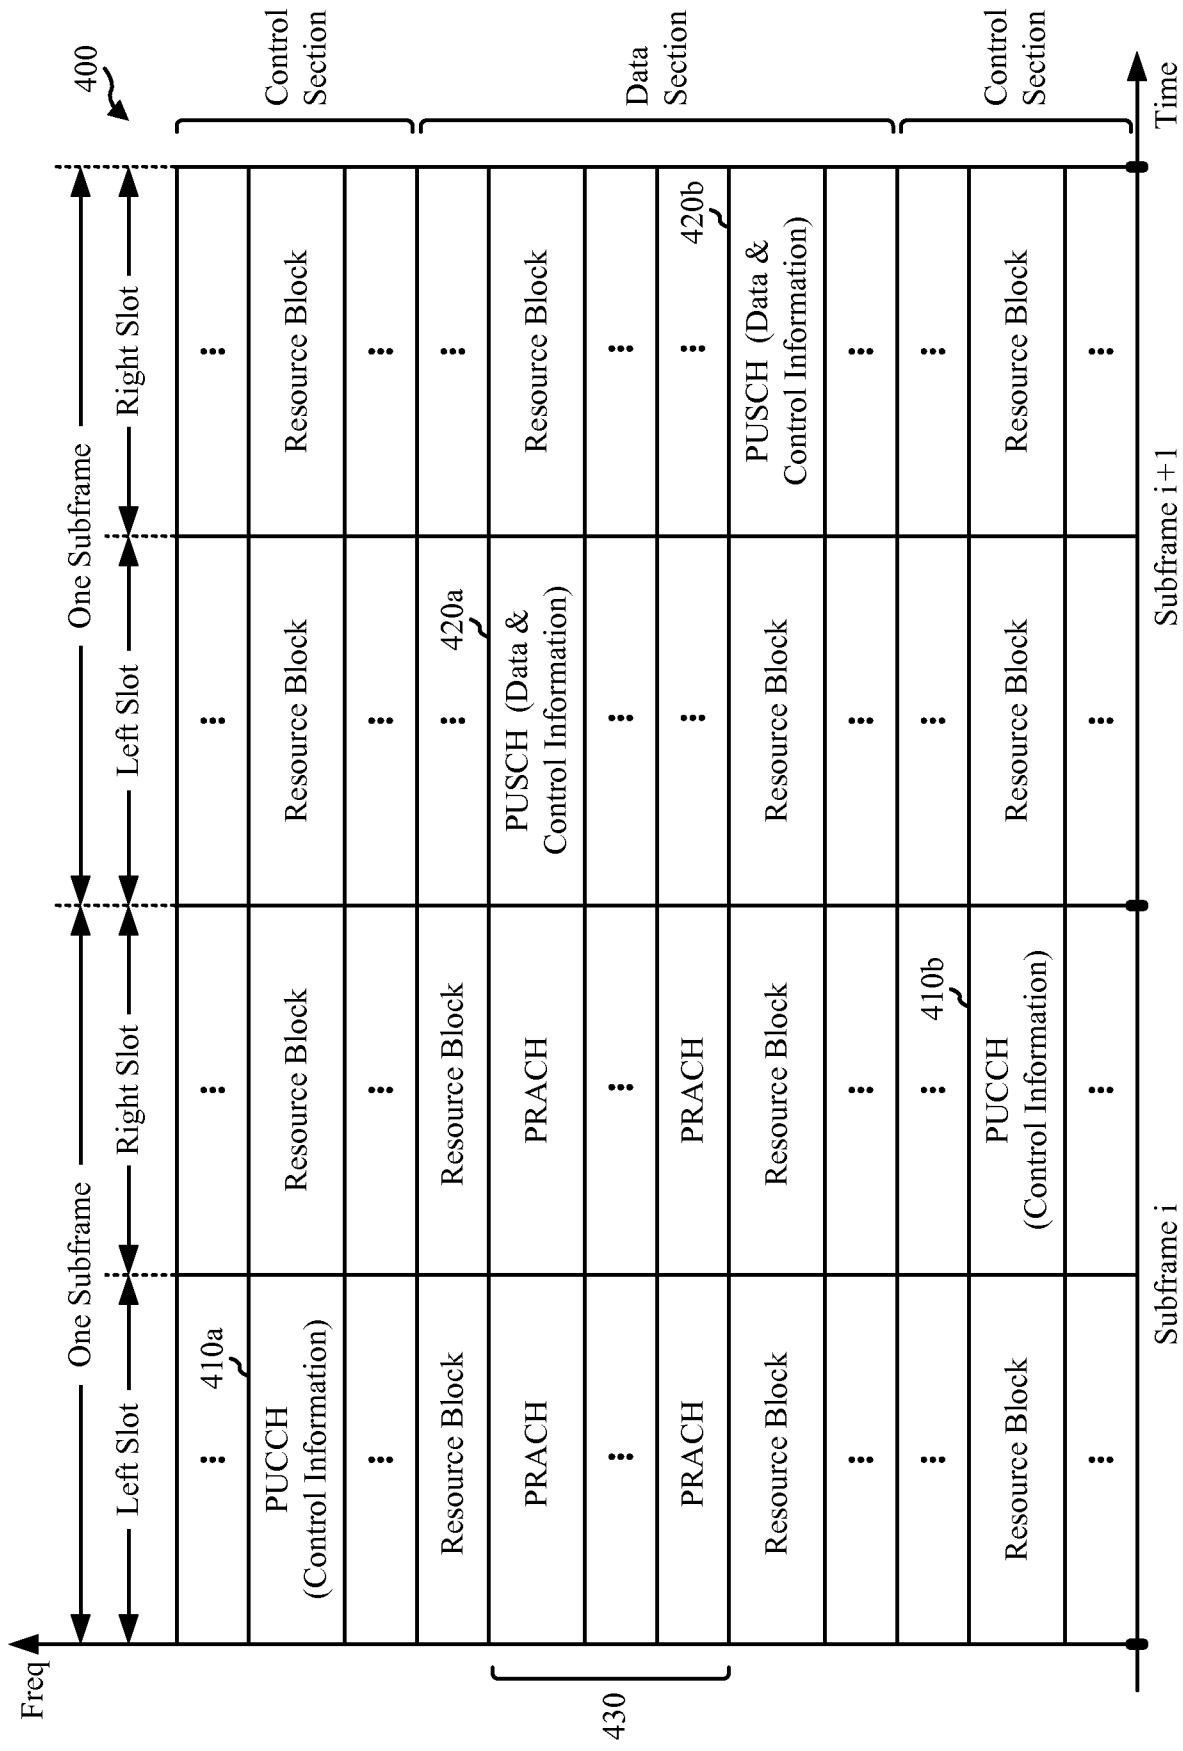 Freq
One Subframe
One Subframe
400
Left Slot
Right Slot
Left Slot
Right Slot
...
410a
...
...
...
PUCCH
(Control Information)
Resource Block
Resource Block
Resource Block
Control
Section
...
...
...
...
Resource Block
Resource Block
...
420a
...
PRACH
PRACH
PUSCH (Data &
Control Information)
Resource Block
430
...
...
...
...
Data
Section
PRACH
PRACH
...
...
420b
Resource Block
Resource Block
Resource Block
PUSCH (Data &
Control Information)
...
...
...
...
...
...
410b
...
...
Resource Block
PUCCH
(Control Information)
Resource Block
Resource Block
Control
Section
...
...
...
...
Subframe i
Subframe i+1
Time